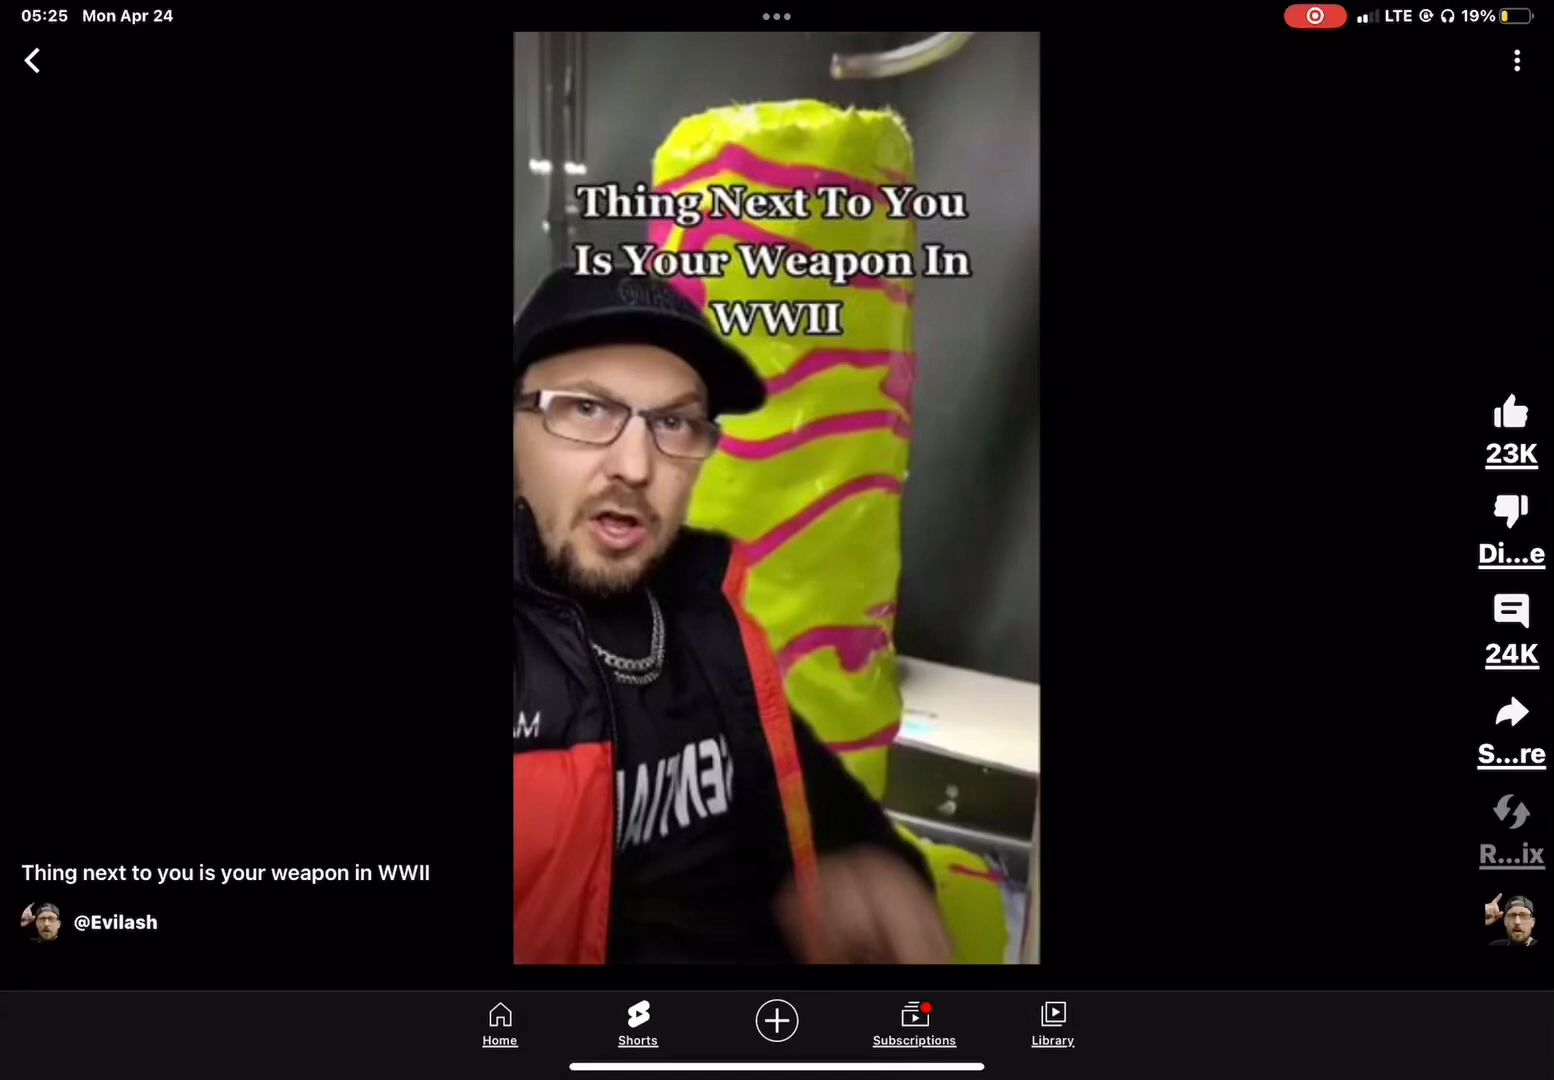 05:25 Mon Apr 24
LTE 19%
Thing Next To You
Is Your Weapon In
WWII
23K
Di...e
24K
S...re
R...ix
Thing next to you is your weapon in WWII
@Evilash
Home
Shorts
Subscriptions
Library